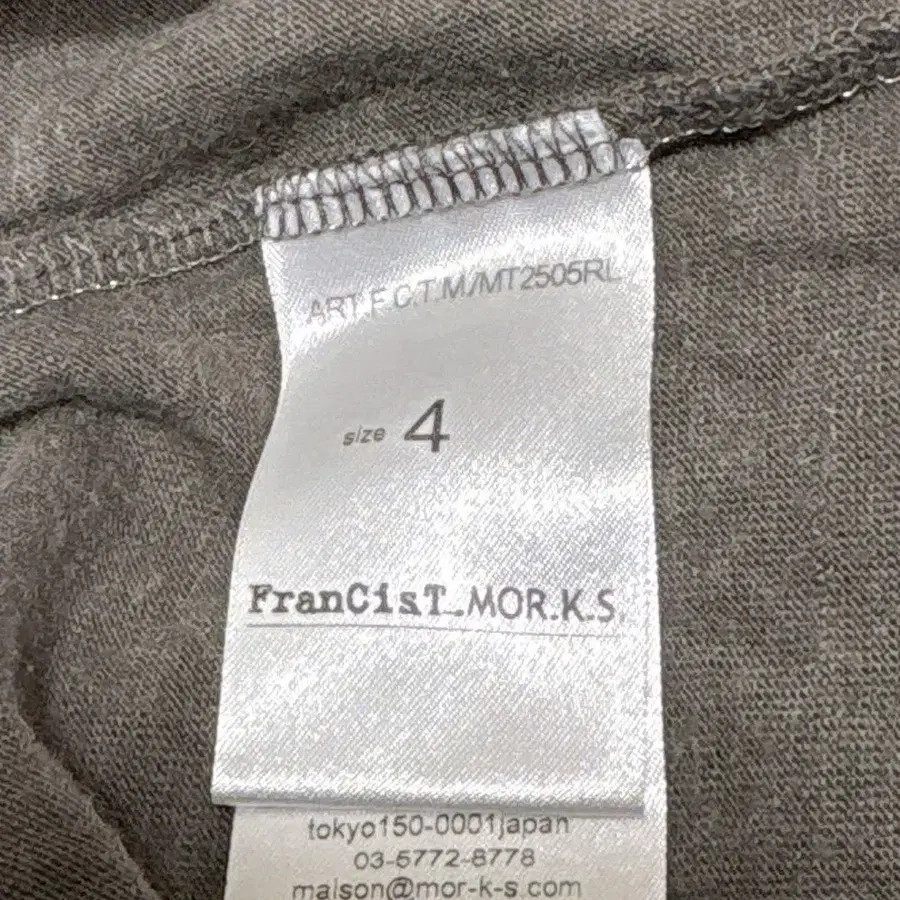 ART F.C.T.M/MT2505RL
size 4
FranCisT_MOR.K.S.
tokyo150-0001japan
03-5772-8778
maison@mor-k-s.com